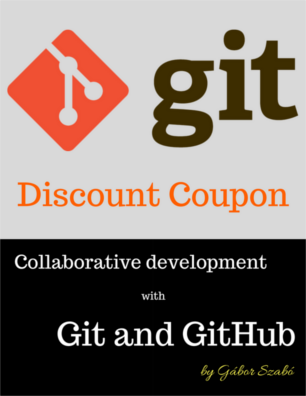 git
Discount Coupon
Collaborative development
with
Git and GitHub
by Gábor Szabó